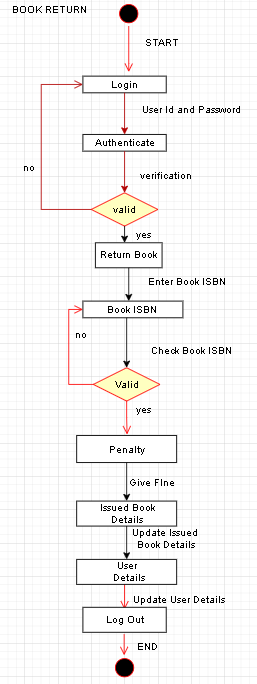 BOOK RETURN
START
Login
User Id and Password
Authenticate
verification
no
valid
yes
Return Book
Enter Book ISBN
Book ISBN
no
Check Book ISBN
Valid
yes
Penalty
Give FIne
Issued Book
Details
Update Issued
Book Details
User
Details
Update User Details
Log Out
END